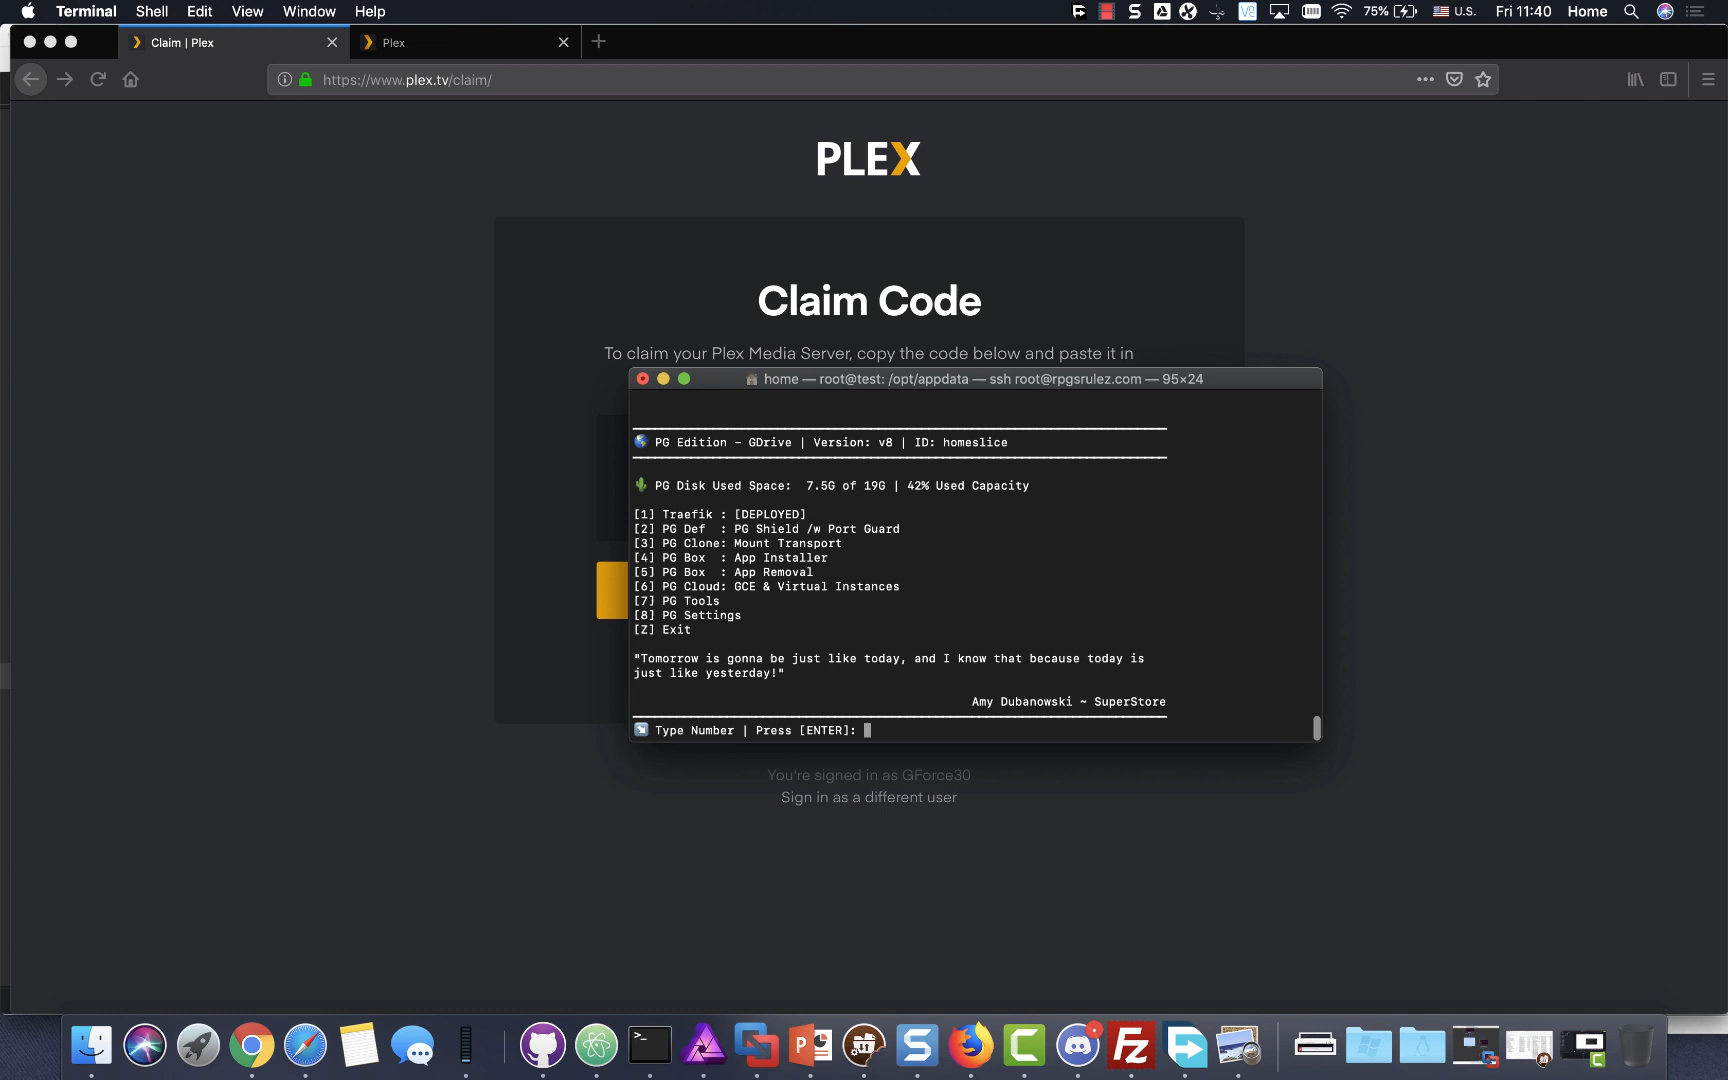 Terminal Shell Edit View Window Help
75% U.S. Fri 11:40 Home
Claim | Plex
Plex
https://www.plex.tv/claim/
PLEX
Claim Code
To claim your Plex Media Server, copy the code below and paste it in
home — root@test: /opt/appdata — ssh root@rpgsrulez.com — 95×24
PG Edition - GDrive | Version: v8 | ID: homeslice
PG Disk Used Space: 7.5G of 19G | 42% Used Capacity
[1] Traefik : [DEPLOYED]
[2] PG Def : PG Shield /w Port Guard
[3] PG Clone: Mount Transport
[4] PG Box : App Installer
[5] PG Box : App Removal
[6] PG Cloud: GCE & Virtual Instances
[7] PG Tools
[8] PG Settings
[Z] Exit
"Tomorrow is gonna be just like today, and I know that because today is
just like yesterday!"
Amy Dubanowski ~ SuperStore
Type Number | Press [ENTER]:
You're signed in as GForce30
Sign in as a different user